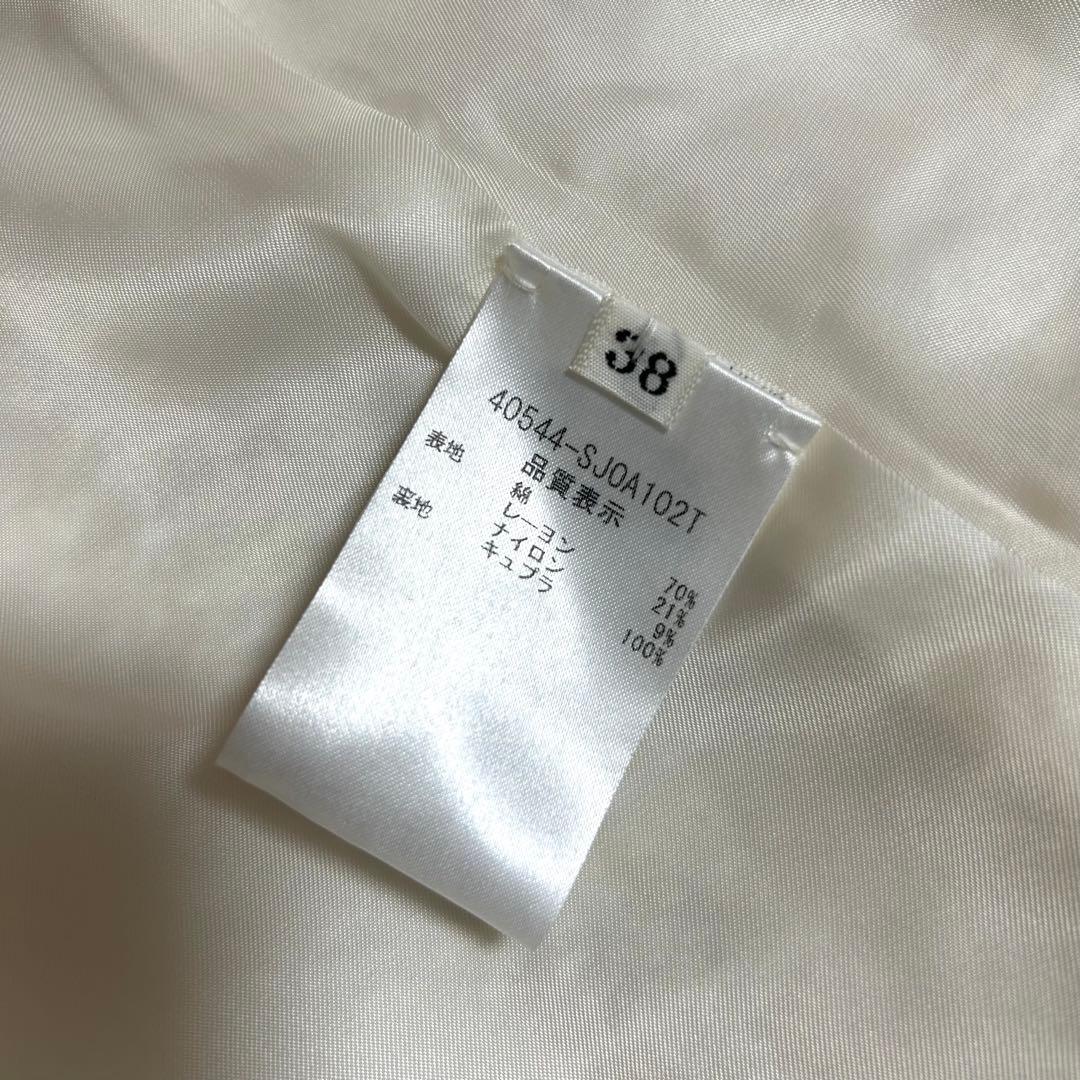 38
40544-SJ0A102T
品質表示
表地 綿 70%
レーヨン 21%
ナイロン 9%
裏地 キュプラ 100%